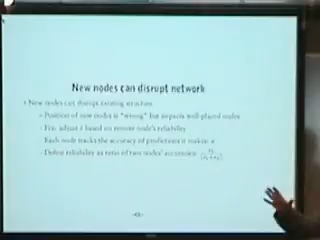 New nodes can disrupt network
• New nodes can disrupt existing structure
– Position of new nodes is "wrong" but impacts well-placed nodes
– Fix: adjust δ based on remote node's reliability
– Each node tracks the accuracy of predictions it makes:
– Define reliability as ratio of two nodes' accuracies: